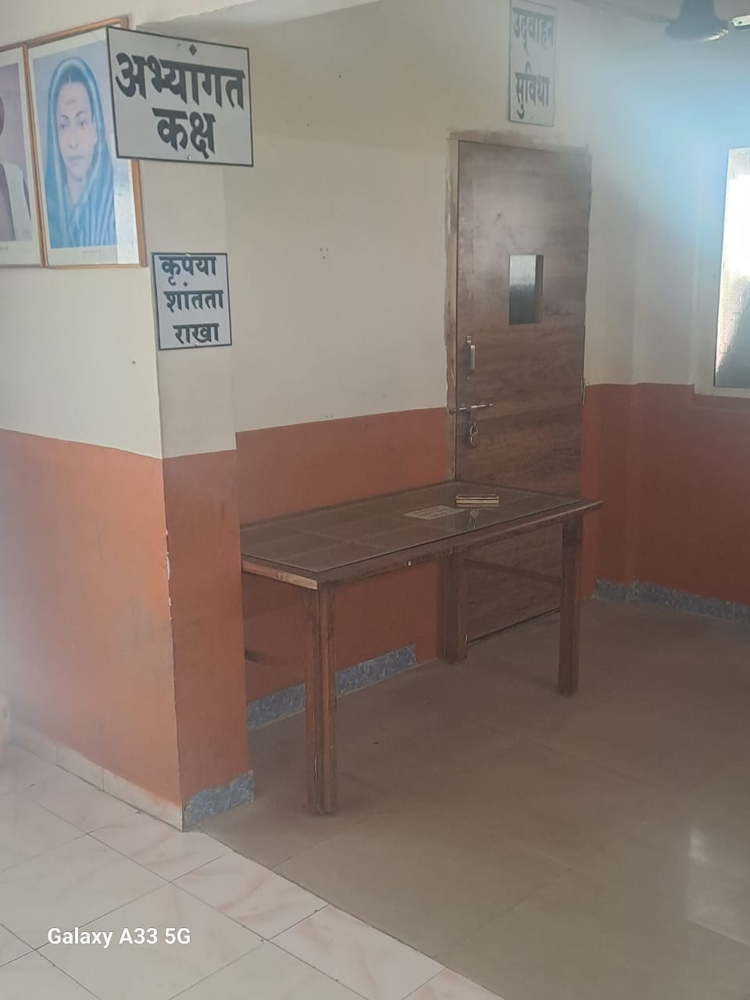 अभ्यांगत
कक्ष
उद्‌वाहन
सुविधा
कृपया
शांतता
राखा
Galaxy A33 5G